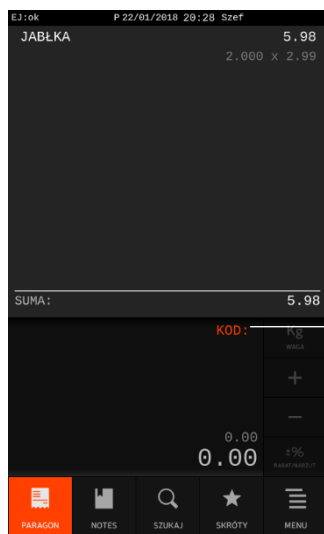 EJ:ok P 22/01/2018 20:28 Szef
JABŁKA 5.98
2.000 x 2.99
SUMA: 5.98
KOD:
Kg
WAGA
+
−
0.00
0.00
±%
RABAT/NARZUT
PARAGON NOTES SZUKAJ SKRÓTY MENU